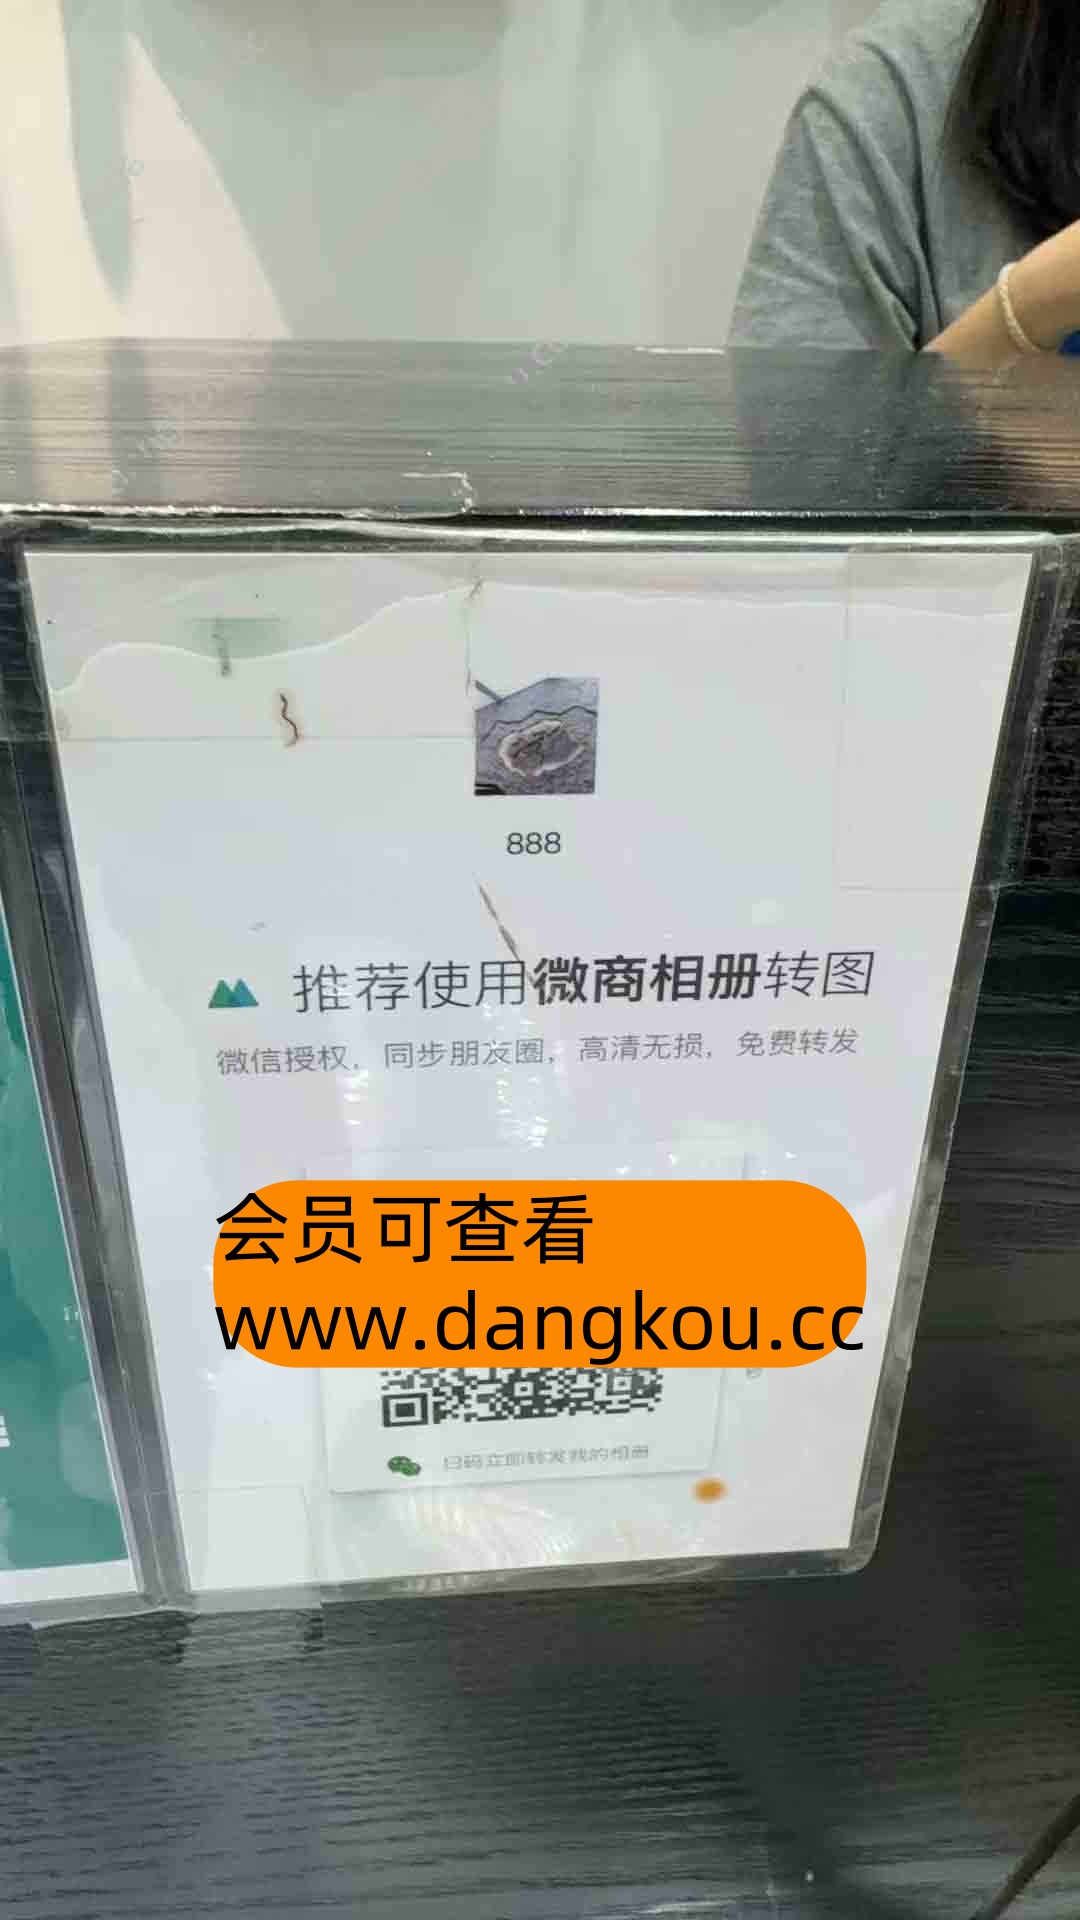 888
推荐使用微商相册转图
微信授权，同步朋友圈，高清无损，免费转发
会员可查看
www.dangkou.cc
扫码立即转发我的相册